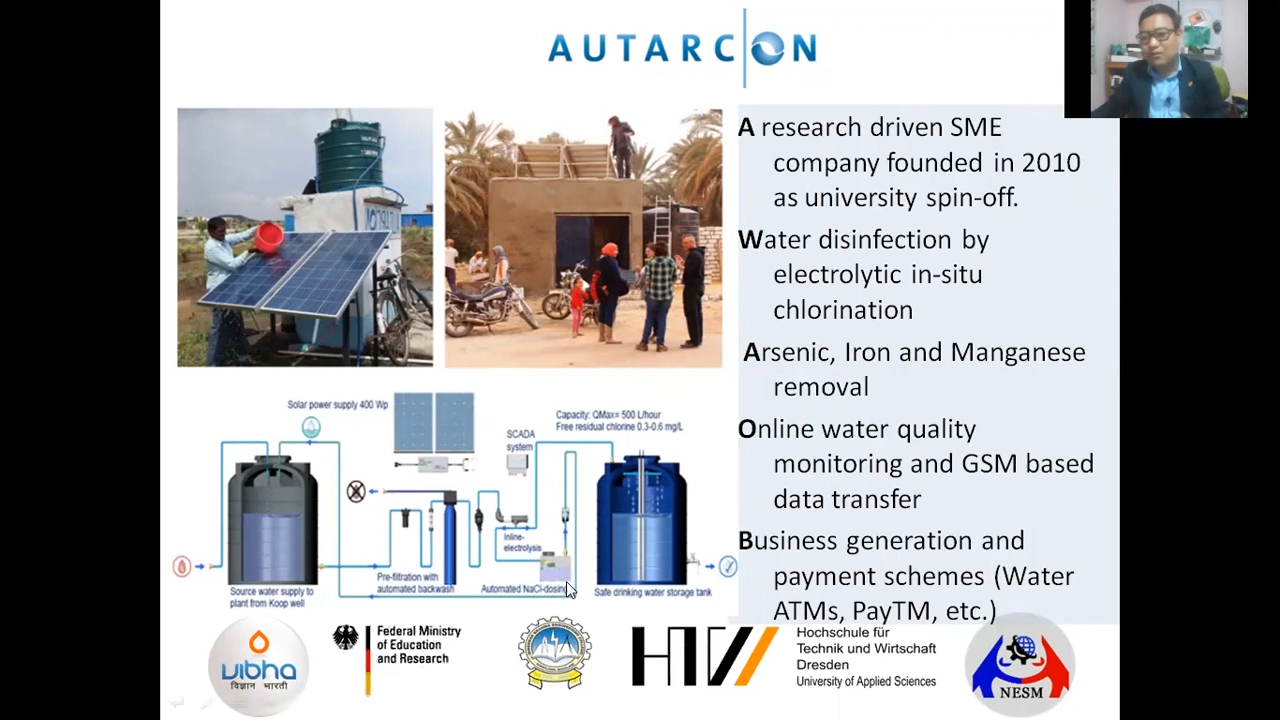 AUTARCON
A research driven SME
company founded in 2010
as university spin-off.
Water disinfection by
electrolytic in-situ
chlorination
Arsenic, Iron and Manganese
removal
Online water quality
monitoring and GSM based
data transfer
Business generation and
payment schemes (Water
ATMs, PayTM, etc.)
Solar power supply 400 Wp
SCADA
system
Capacity: QMax= 500 L/hour
Free residual chlorine 0.3-0.6 mg/L
Inline-
electrolysis
Pre-filtration with
automated backwash
Automated NaCl-dosing
Source water supply to
plant from Koop well
Safe drinking water storage tank
vibha
विज्ञान भारती
Federal Ministry
of Education
and Research
HTW
Hochschule für
Technik und Wirtschaft
Dresden
University of Applied Sciences
NESM